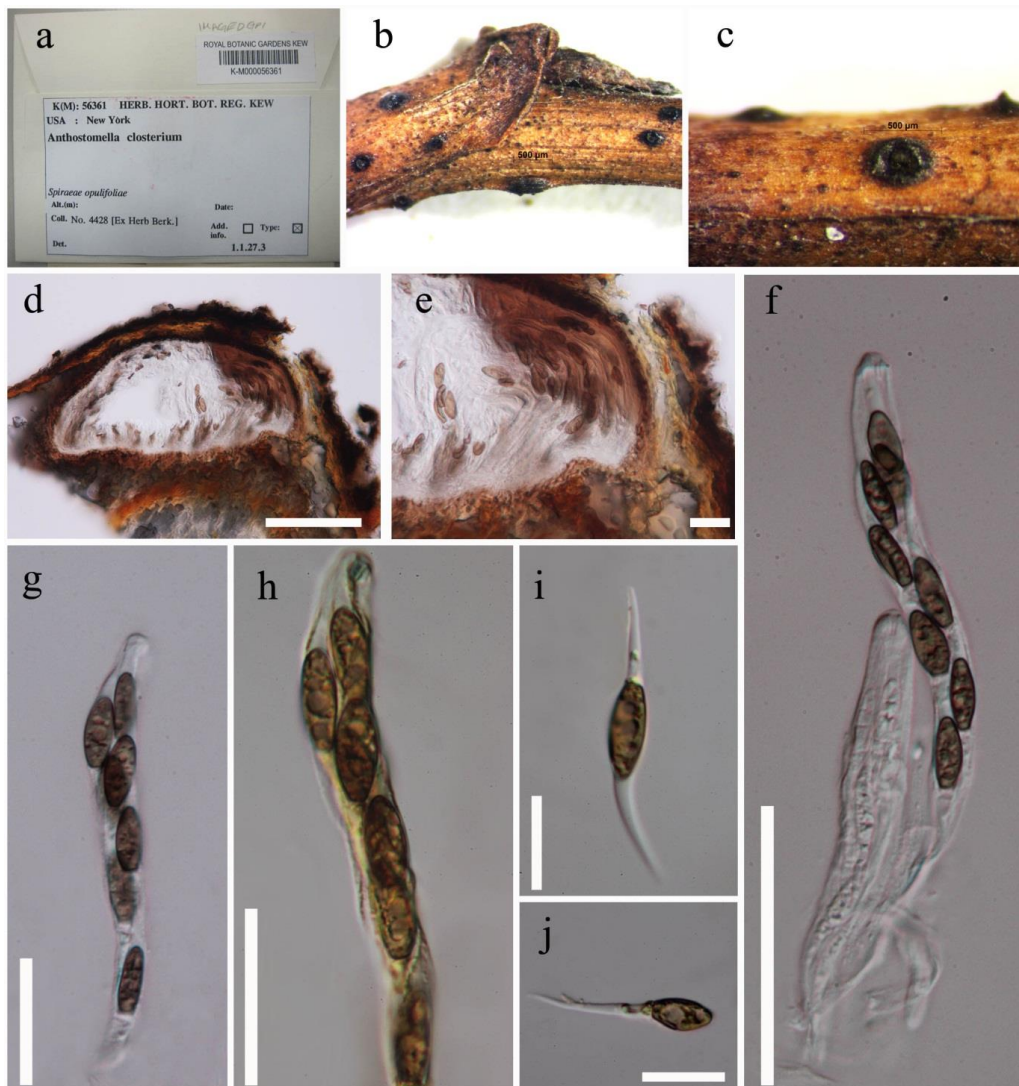 a
IMAGED GPI
ROYAL BOTANIC GARDENS KEW
K-M000056361
K(M): 56361 HERB. HORT. BOT. REG. KEW
USA : New York
Anthostomella closterium
Spiraeae opulifoliae
Alt.(m):
Date:
Coll. No. 4428 [Ex Herb Berk.]
Add. info.
Type:
Det.
1.1.27.3
b
500 µm
c
500 µm
d
e
f
g
h
i
j